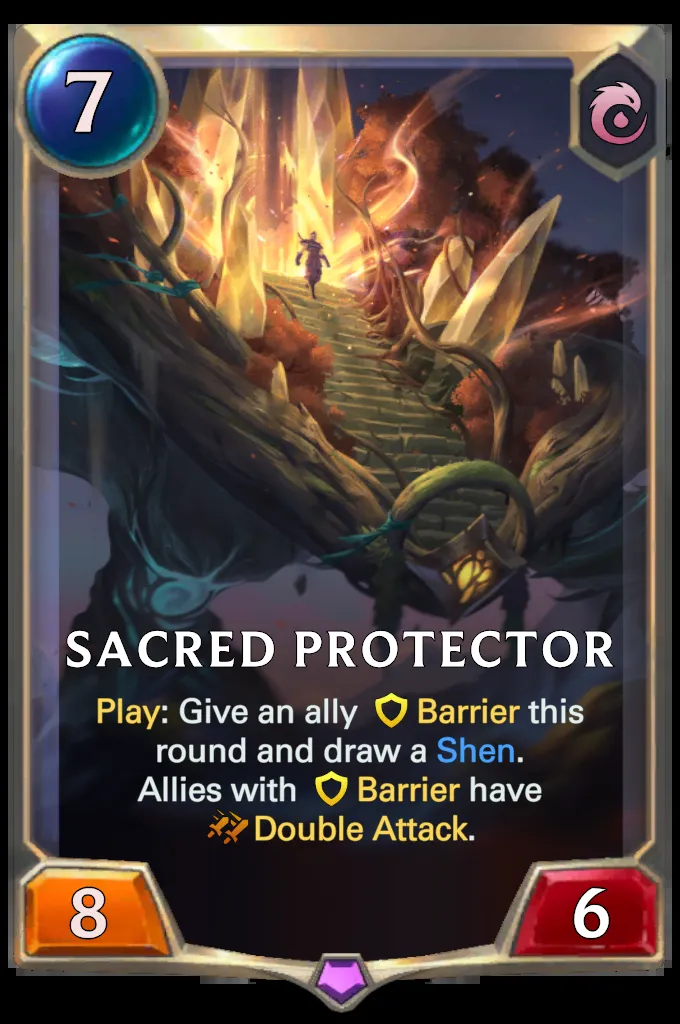 7
SACRED PROTECTOR
Play: Give an ally Barrier this
round and draw a Shen.
Allies with Barrier have
Double Attack.
8
6